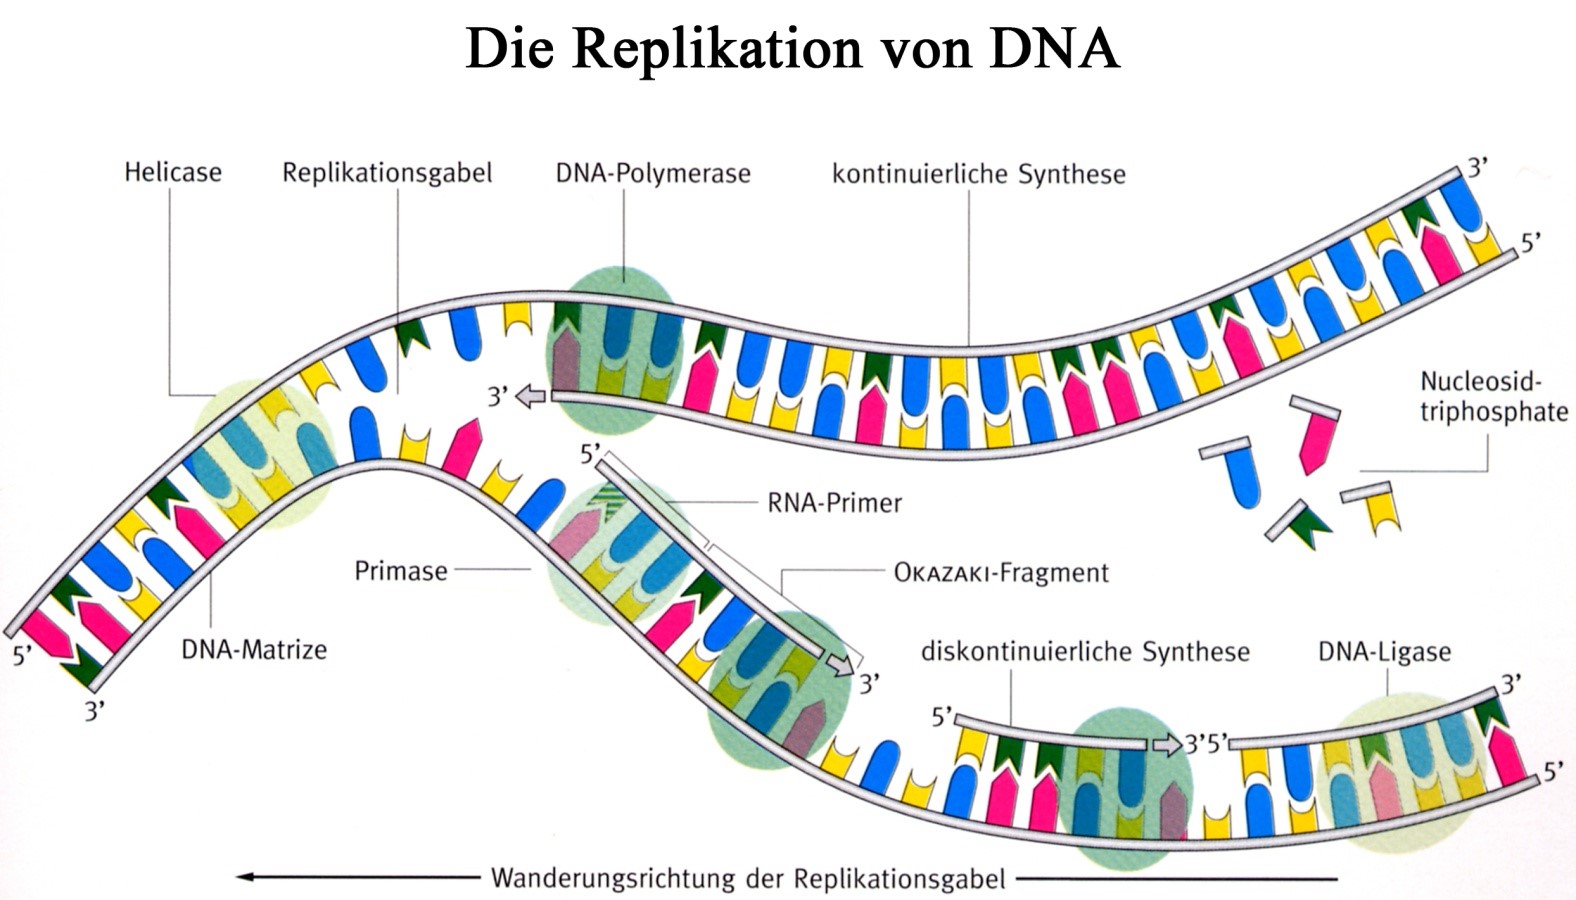 Die Replikation von DNA
Helicase
Replikationsgabel
DNA-Polymerase
kontinuierliche Synthese
3’
5’
Nucleosid-
triphosphate
3’
5’
RNA-Primer
Primase
OKAZAKI-Fragment
5’
3’
DNA-Matrize
3’
diskontinuierliche Synthese
DNA-Ligase
5’
3’5’
3’
5’
Wanderungsrichtung der Replikationsgabel